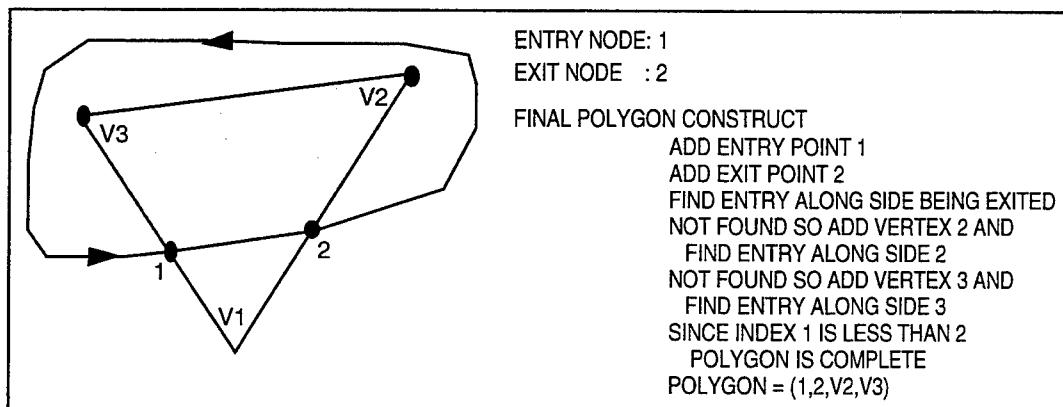 ENTRY NODE: 1
EXIT NODE : 2
FINAL POLYGON CONSTRUCT
ADD ENTRY POINT 1
ADD EXIT POINT 2
FIND ENTRY ALONG SIDE BEING EXITED
NOT FOUND SO ADD VERTEX 2 AND
FIND ENTRY ALONG SIDE 2
NOT FOUND SO ADD VERTEX 3 AND
FIND ENTRY ALONG SIDE 3
SINCE INDEX 1 IS LESS THAN 2
POLYGON IS COMPLETE
POLYGON = (1,2,V2,V3)
V2
V3
2
1
V1